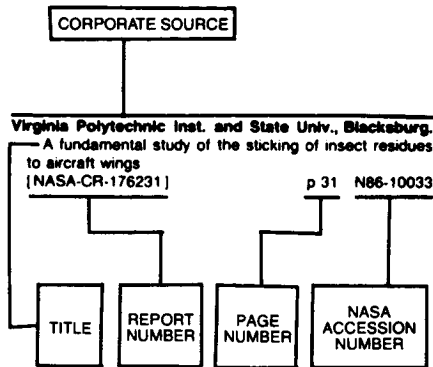 CORPORATE SOURCE
Virginia Polytechnic Inst. and State Univ., Blacksburg.
A fundamental study of the sticking of insect residues
to aircraft wings
[NASA-CR-176231] p 31 N86-10033
TITLE
REPORT
NUMBER
PAGE
NUMBER
NASA
ACCESSION
NUMBER